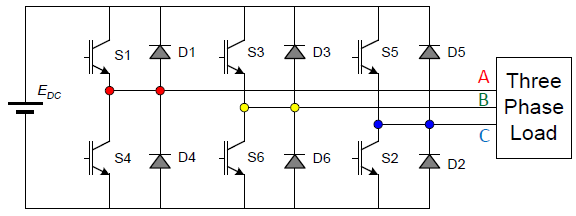 S1 D1 S3 D3 S5 D5
E_DC
A
B
C
Three
Phase
Load
S4 D4 S6 D6 S2 D2